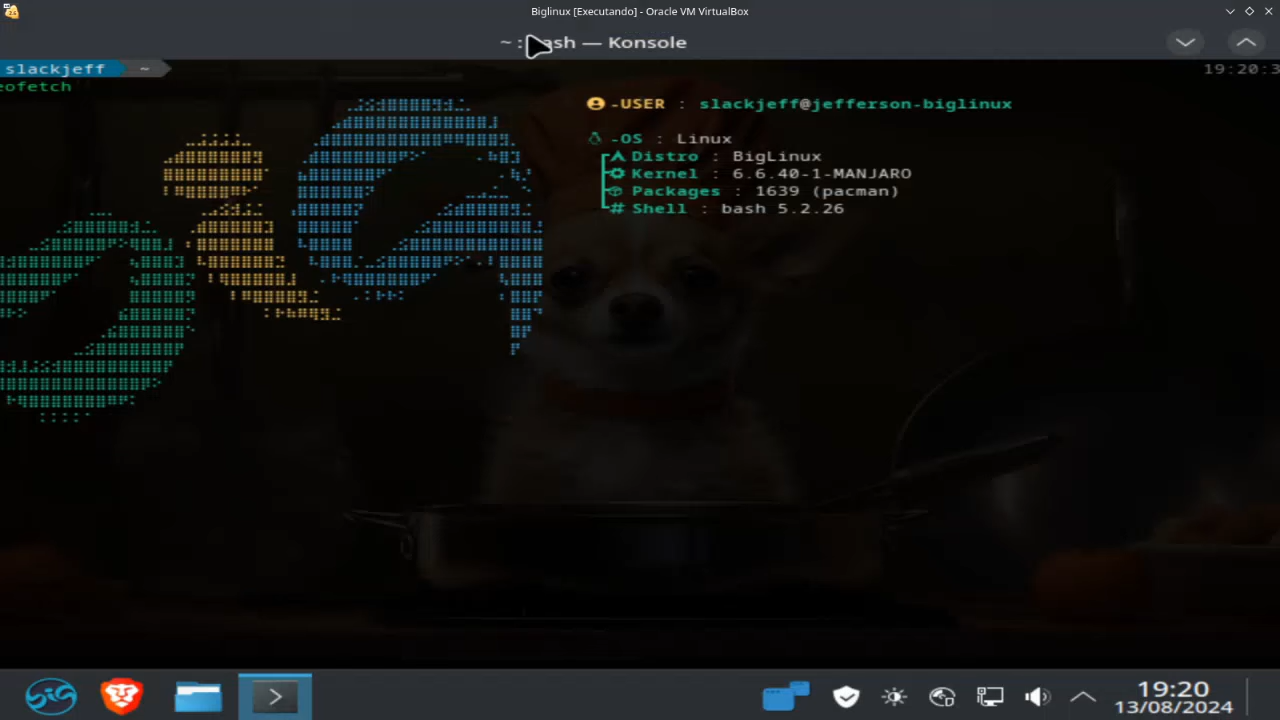 Biglinux [Executando] - Oracle VM VirtualBox
— Konsole
slackjeff ~
19:20:3
eofetch
-USER : slackjeff@jefferson-biglinux
-OS : Linux
Distro : BigLinux
Kernel : 6.6.40-1-MANJARO
Packages : 1639 (pacman)
# Shell : bash 5.2.26
big
19:20
13/08/2024